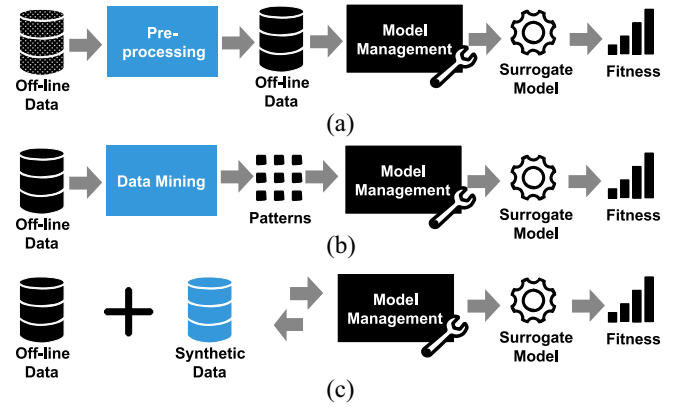 Pre-
processing
Model
Management
Off-line
Data
Off-line
Data
Surrogate
Model
Fitness
(a)
Data Mining
Model
Management
Off-line
Data
Patterns
Surrogate
Model
Fitness
(b)
Model
Management
Off-line
Data
Synthetic
Data
Surrogate
Model
Fitness
(c)